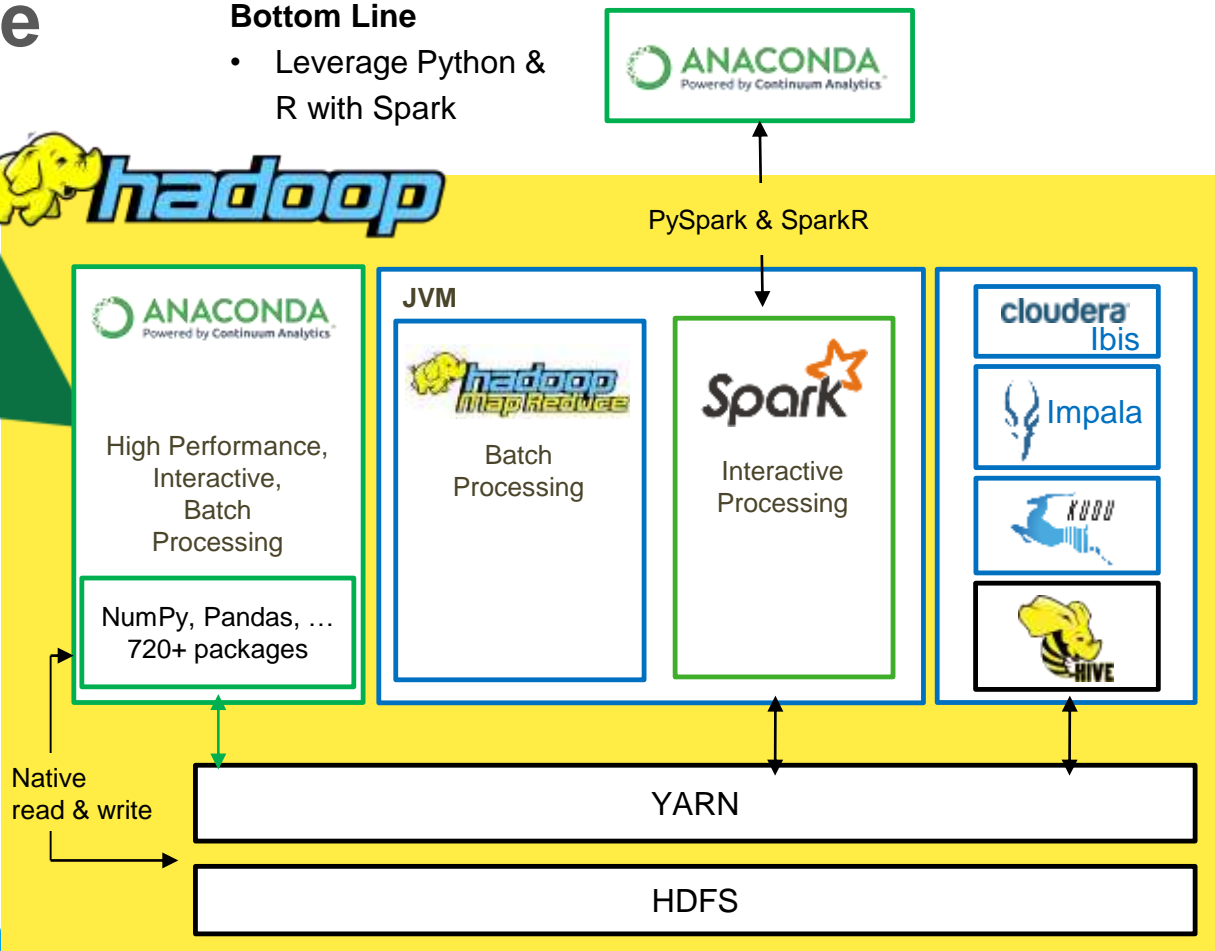 e
Bottom Line
• Leverage Python &
R with Spark
ANACONDA
Powered by Continuum Analytics
hadoop
PySpark & SparkR
ANACONDA
Powered by Continuum Analytics
High Performance,
Interactive,
Batch
Processing
NumPy, Pandas, …
720+ packages
JVM
hadoop
MapReduce
Batch
Processing
Spark
Interactive
Processing
cloudera
Ibis
Impala
KUDU
HIVE
Native
read & write
YARN
HDFS